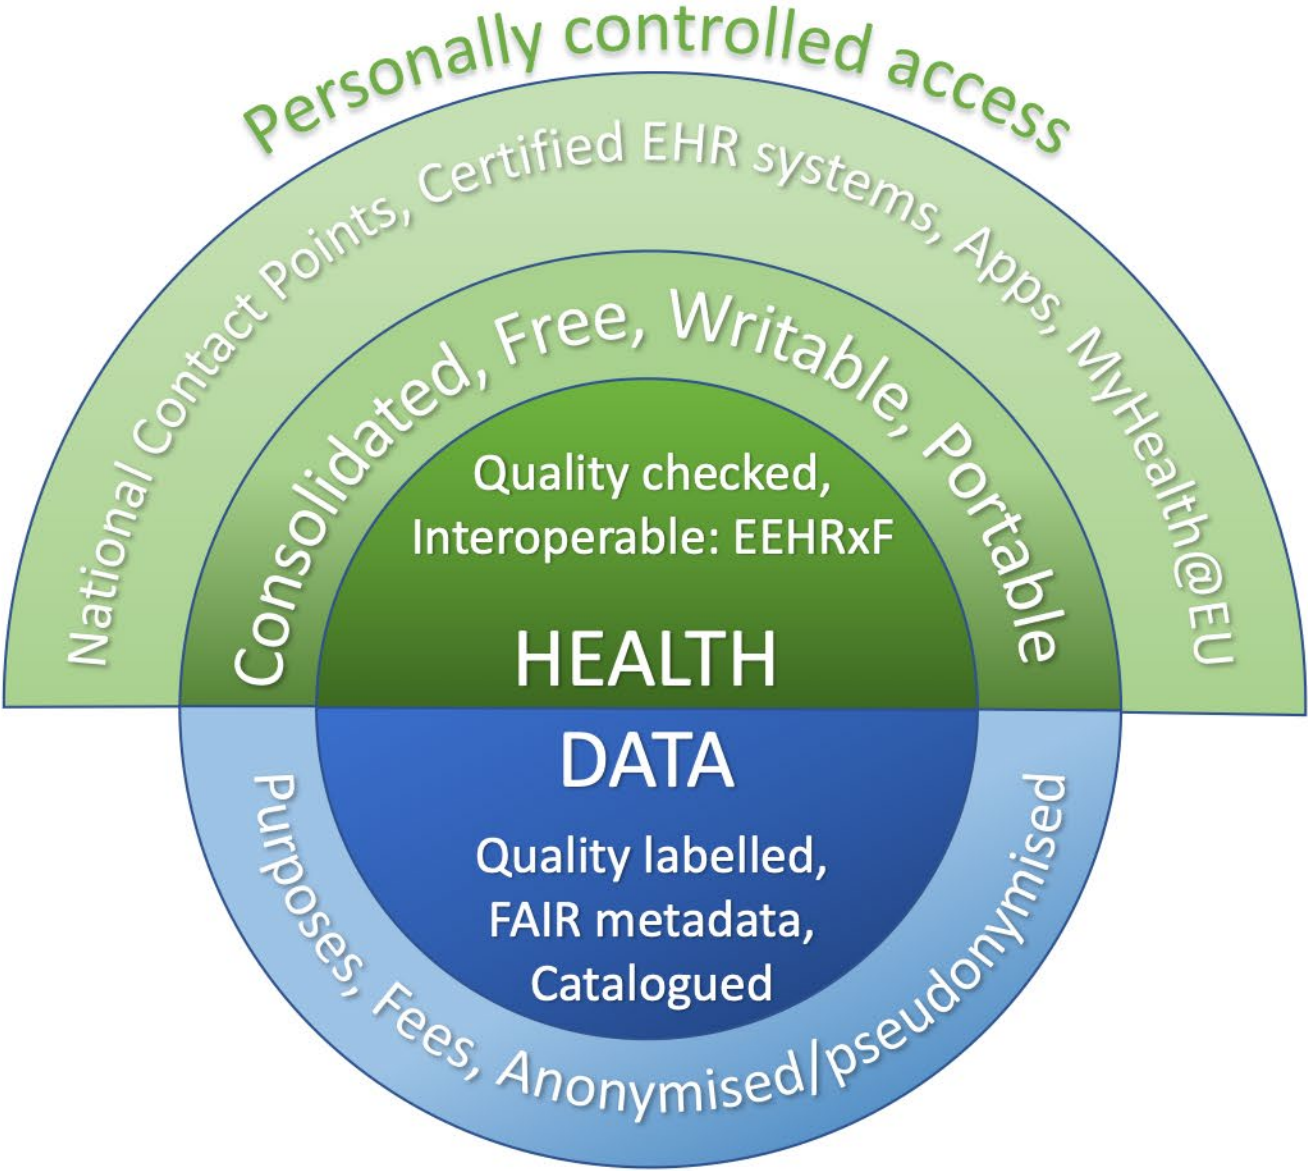 Personally controlled access
National Contact Points, Certified EHR systems, Apps, MyHealth@EU
Consolidated, Free, Writable, Portable
Quality checked,
Interoperable: EEHRxF
HEALTH
DATA
Quality labelled,
FAIR metadata,
Catalogued
Purposes, Fees, Anonymised/pseudonymised